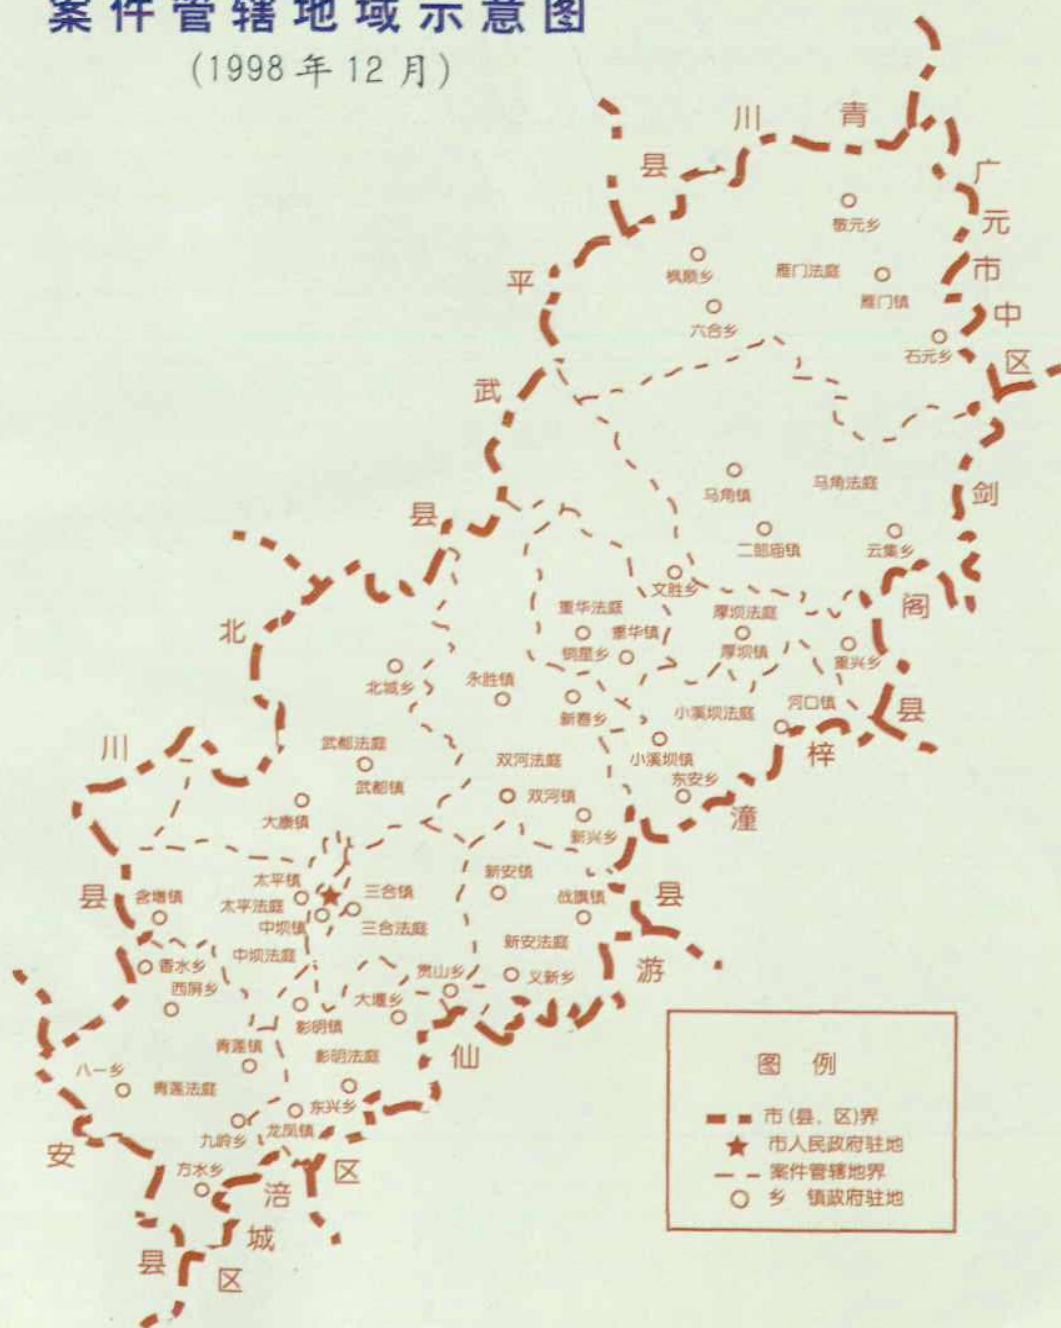 案件管辖地域示意图
(1998年12月)
青川县
平武县
北川县
安县
广元市中区
剑阁县
梓潼县
游仙区
涪城区
敬元乡
枫顺乡
雁门法庭
雁门镇
六合乡
石元乡
马角镇
马角法庭
二郎庙镇
云集乡
文胜乡
重华法庭
重华镇
铜星乡
厚坝法庭
厚坝镇
重兴乡
北城乡
永胜镇
新春乡
小溪坝法庭
河口镇
武都法庭
武都镇
双河法庭
小溪坝镇
东安乡
双河镇
大康镇
新兴乡
太平镇
新安镇
含增镇
太平法庭
三合镇
战旗镇
中坝镇
三合法庭
中坝法庭
新安法庭
香水乡
贯山乡
义新乡
西屏乡
大堰乡
彰明镇
青莲镇
彰明法庭
八一乡
青莲法庭
东兴乡
九岭乡
龙凤镇
方水乡
图 例
市(县、区)界
市人民政府驻地
案件管辖地界
乡 镇政府驻地